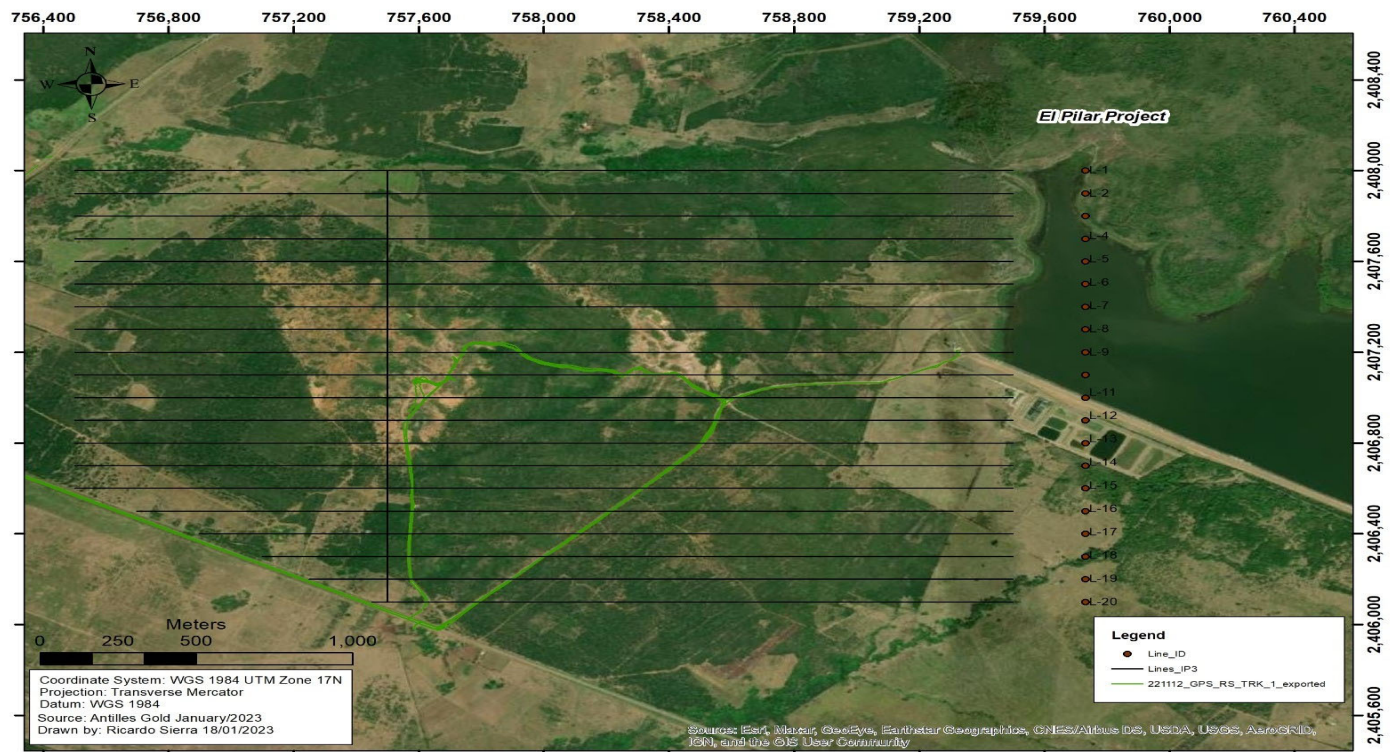 756,400 756,800 757,200 757,600 758,000 758,400 758,800 759,200 759,600 760,000 760,400
N
W E
S
2,408,400
El Pilar Project
2,408,000
L-1
L-2
L-4
L-5
2,407,600
L-6
L-7
L-8
L-9
2,407,200
L-11
L-12
L-13
2,406,800
L-14
L-15
L-16
L-17
2,406,400
L-18
L-19
L-20
2,406,000
Meters
0 250 500 1,000
Coordinate System: WGS 1984 UTM Zone 17N
Projection: Transverse Mercator
Datum: WGS 1984
Source: Antilles Gold January/2023
Drawn by: Ricardo Sierra 18/01/2023
Legend
Line_ID
Lines_IP3
221112_GPS_RS_TRK_1_exported
2,405,600
Source: Esri, Maxar, GeoEye, Earthstar Geographics, CNES/Airbus DS, USDA, USGS, AeroGRID,
IGN, and the GIS User Community